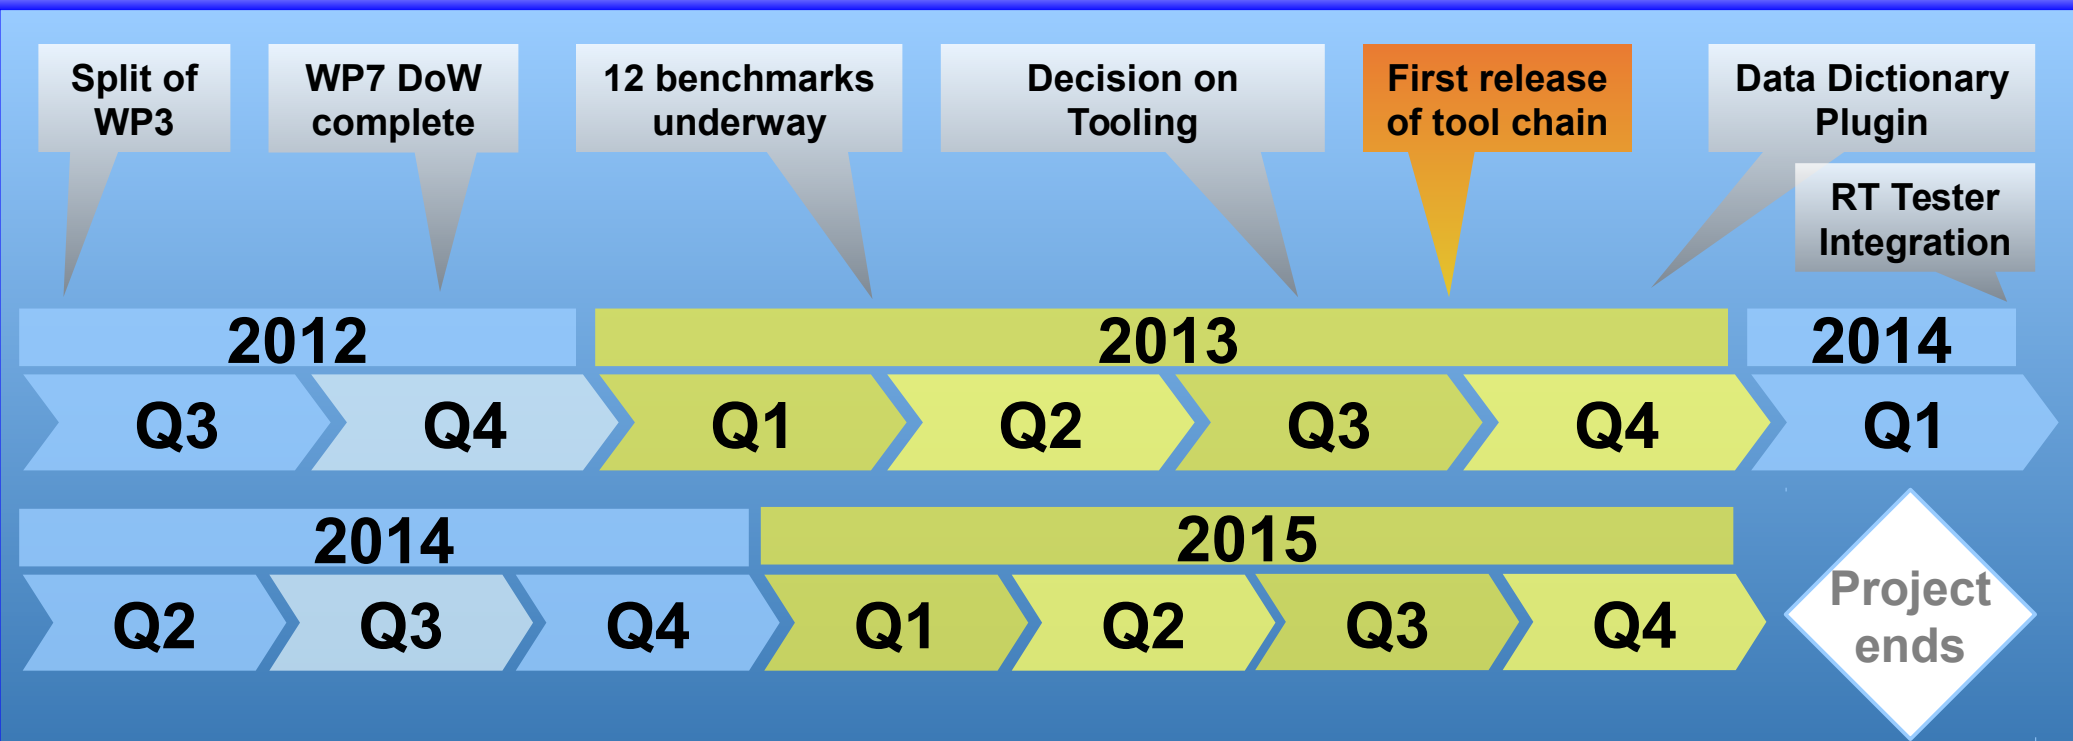 Split of
WP3
WP7 DoW
complete
12 benchmarks
underway
Decision on
Tooling
First release
of tool chain
Data Dictionary
Plugin
RT Tester
Integration
2012
2013
2014
Q3
Q4
Q1
Q2
Q3
Q4
Q1
2014
2015
Q2
Q3
Q4
Q1
Q2
Q3
Q4
Project
ends